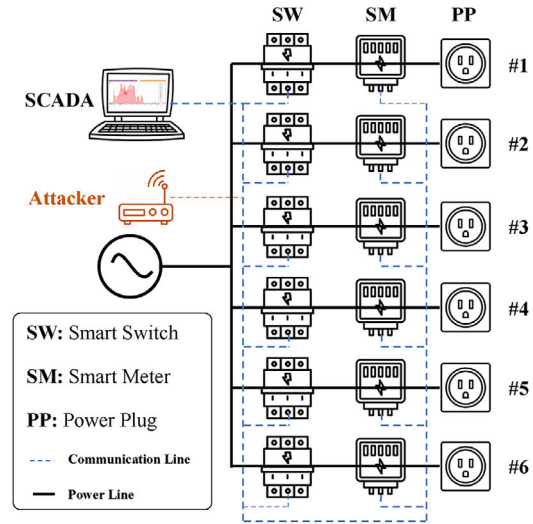 SW SM PP
#1
SCADA
#2
Attacker
#3
#4
SW: Smart Switch
SM: Smart Meter
#5
PP: Power Plug
Communication Line
#6
Power Line